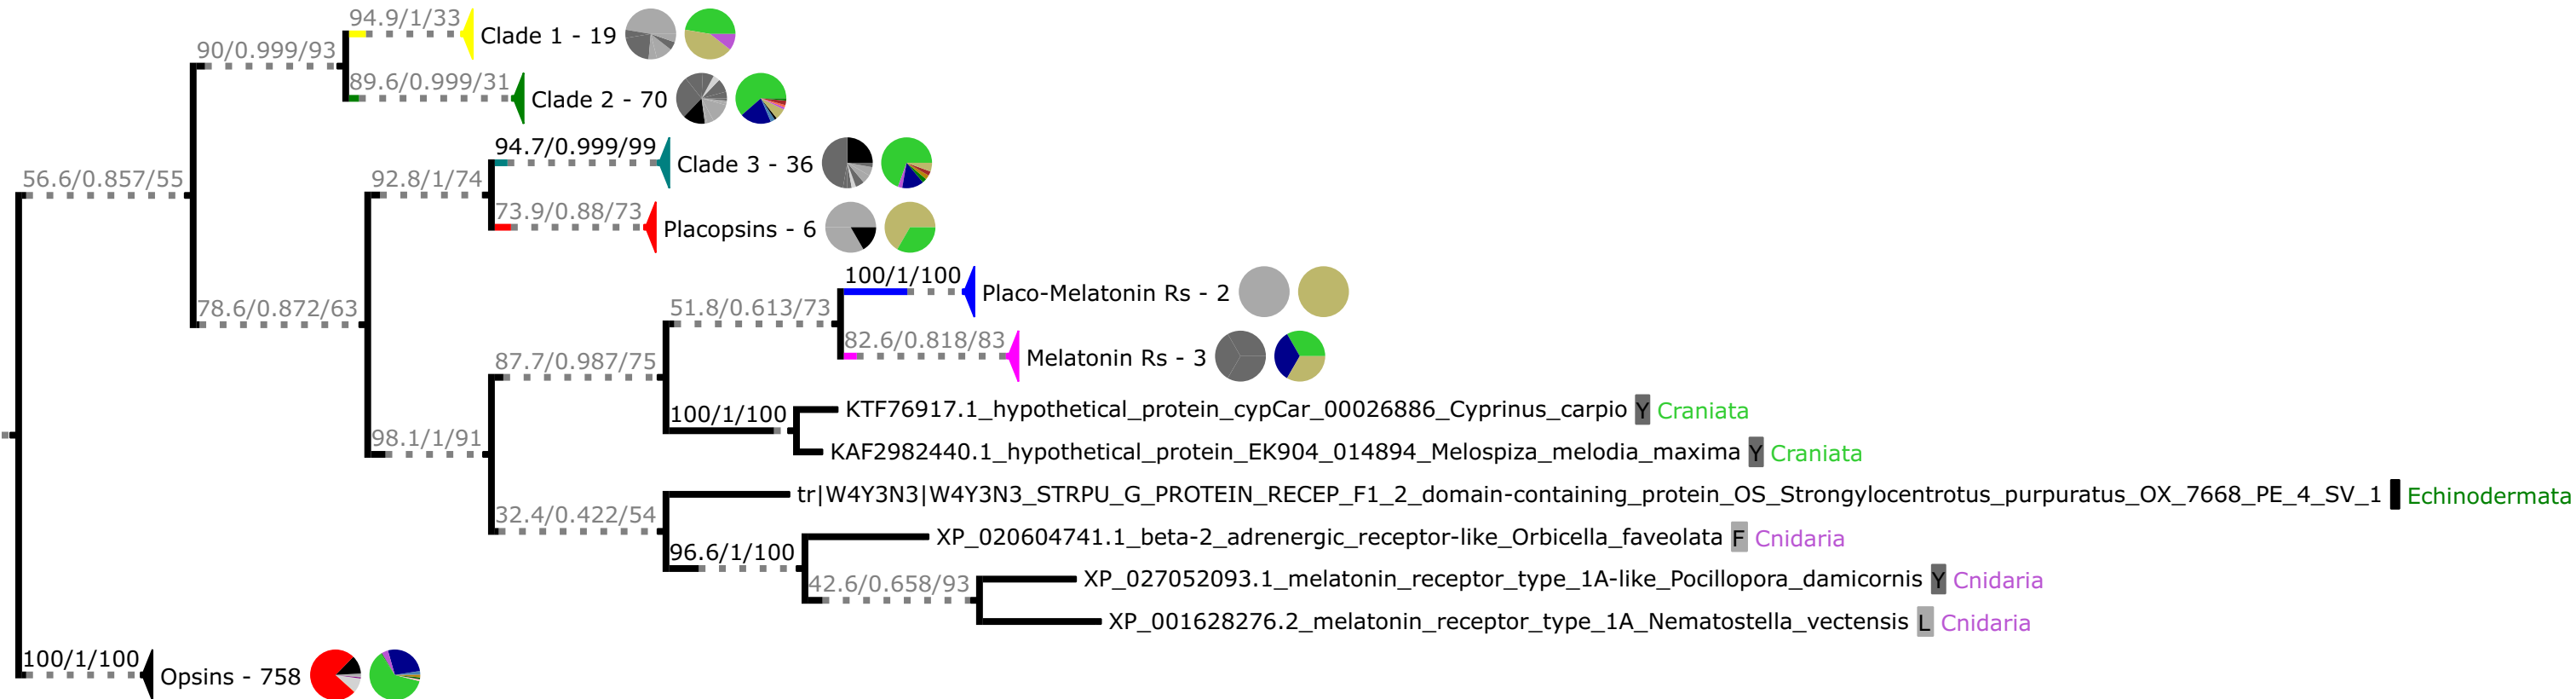 94.9/1/33
Clade 1 - 19
90/0.999/93
89.6/0.999/31
Clade 2 - 70
94.7/0.999/99
Clade 3 - 36
56.6/0.857/55
92.8/1/74
73.9/0.88/73
Placopsins - 6
100/1/100
Placo-Melatonin Rs - 2
78.6/0.872/63
51.8/0.613/73
82.6/0.818/83
Melatonin Rs - 3
87.7/0.987/75
100/1/100
KTF76917.1_hypothetical_protein_cypCar_00026886_Cyprinus_carpio Y Craniata
98.1/1/91
KAF2982440.1_hypothetical_protein_EK904_014894_Melospiza_melodia_maxima Y Craniata
tr|W4Y3N3|W4Y3N3_STRPU_G_PROTEIN_RECEP_F1_2_domain-containing_protein_OS_Strongylocentrotus_purpuratus_OX_7668_PE_4_SV_1 Echinodermata
32.4/0.422/54
XP_020604741.1_beta-2_adrenergic_receptor-like_Orbicella_faveolata F Cnidaria
96.6/1/100
42.6/0.658/93
XP_027052093.1_melatonin_receptor_type_1A-like_Pocillopora_damicornis Y Cnidaria
XP_001628276.2_melatonin_receptor_type_1A_Nematostella_vectensis L Cnidaria
100/1/100
Opsins - 758